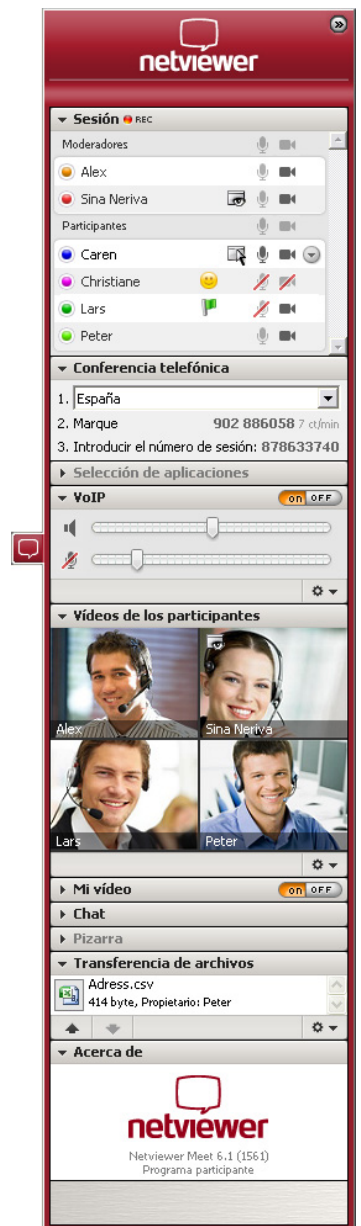 netviewer
Sesión REC
Moderadores
Alex
Sina Neriva
Participantes
Caren
Christiane
Lars
Peter
Conferencia telefónica
1. España
2. Marque 902 886058 7 ct/min
3. Introducir el número de sesión: 878633740
Selección de aplicaciones
VoIP on OFF
Vídeos de los participantes
Alex Sina Neriva
Lars Peter
Mi vídeo on OFF
Chat
Pizarra
Transferencia de archivos
Adress.csv
414 byte, Propietario: Peter
Acerca de
netviewer
Netviewer Meet 6.1 (1561)
Programa participante